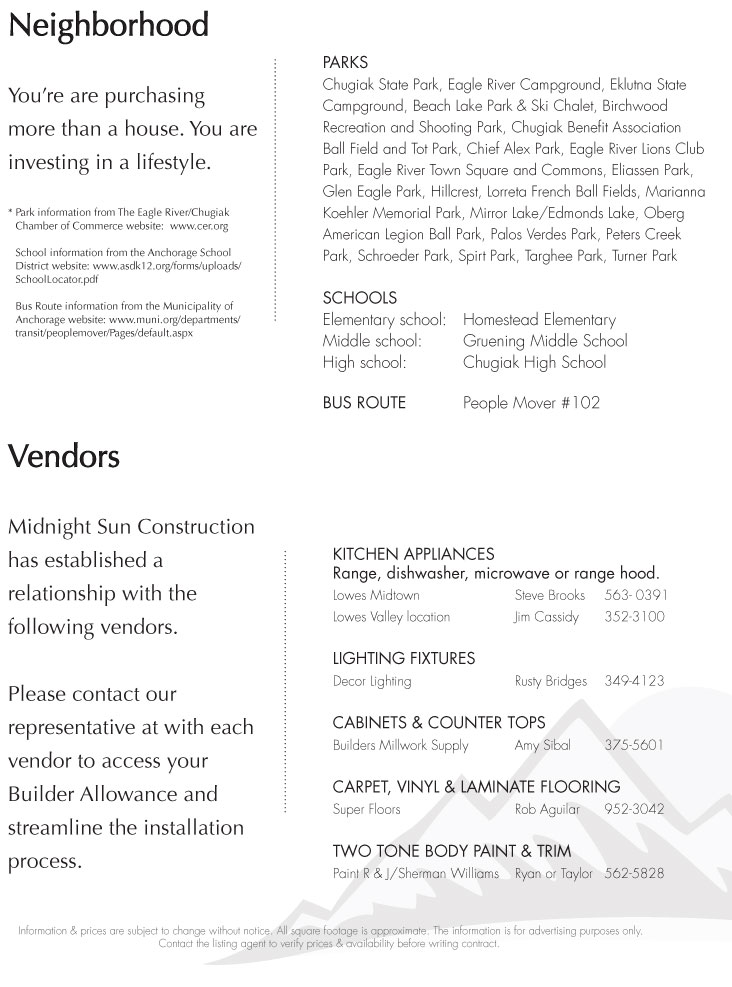 Neighborhood
You're are purchasing
more than a house. You are
investing in a lifestyle.
* Park information from The Eagle River/Chugiak
Chamber of Commerce website: www.cer.org
School information from the Anchorage School
District website: www.asdk12.org/forms/uploads/
SchoolLocator.pdf
Bus Route information from the Municipality of
Anchorage website: www.muni.org/departments/
transit/peoplemover/Pages/default.aspx
PARKS
Chugiak State Park, Eagle River Campground, Eklutna State
Campground, Beach Lake Park & Ski Chalet, Birchwood
Recreation and Shooting Park, Chugiak Benefit Association
Ball Field and Tot Park, Chief Alex Park, Eagle River Lions Club
Park, Eagle River Town Square and Commons, Eliassen Park,
Glen Eagle Park, Hillcrest, Lorreta French Ball Fields, Marianna
Koehler Memorial Park, Mirror Lake/Edmonds Lake, Oberg
American Legion Ball Park, Palos Verdes Park, Peters Creek
Park, Schroeder Park, Spirt Park, Targhee Park, Turner Park
SCHOOLS
Elementary school: Homestead Elementary
Middle school: Gruening Middle School
High school: Chugiak High School
BUS ROUTE People Mover #102
Vendors
Midnight Sun Construction
has established a
relationship with the
following vendors.
Please contact our
representative at with each
vendor to access your
Builder Allowance and
streamline the installation
process.
KITCHEN APPLIANCES
Range, dishwasher, microwave or range hood.
Lowes Midtown Steve Brooks 563- 0391
Lowes Valley location Jim Cassidy 352-3100
LIGHTING FIXTURES
Decor Lighting Rusty Bridges 349-4123
CABINETS & COUNTER TOPS
Builders Millwork Supply Amy Sibal 375-5601
CARPET, VINYL & LAMINATE FLOORING
Super Floors Rob Aguilar 952-3042
TWO TONE BODY PAINT & TRIM
Paint R & J/Sherman Williams Ryan or Taylor 562-5828
Information & prices are subject to change without notice. All square footage is approximate. The information is for advertising purposes only.
Contact the listing agent to verify prices & availability before writing contract.